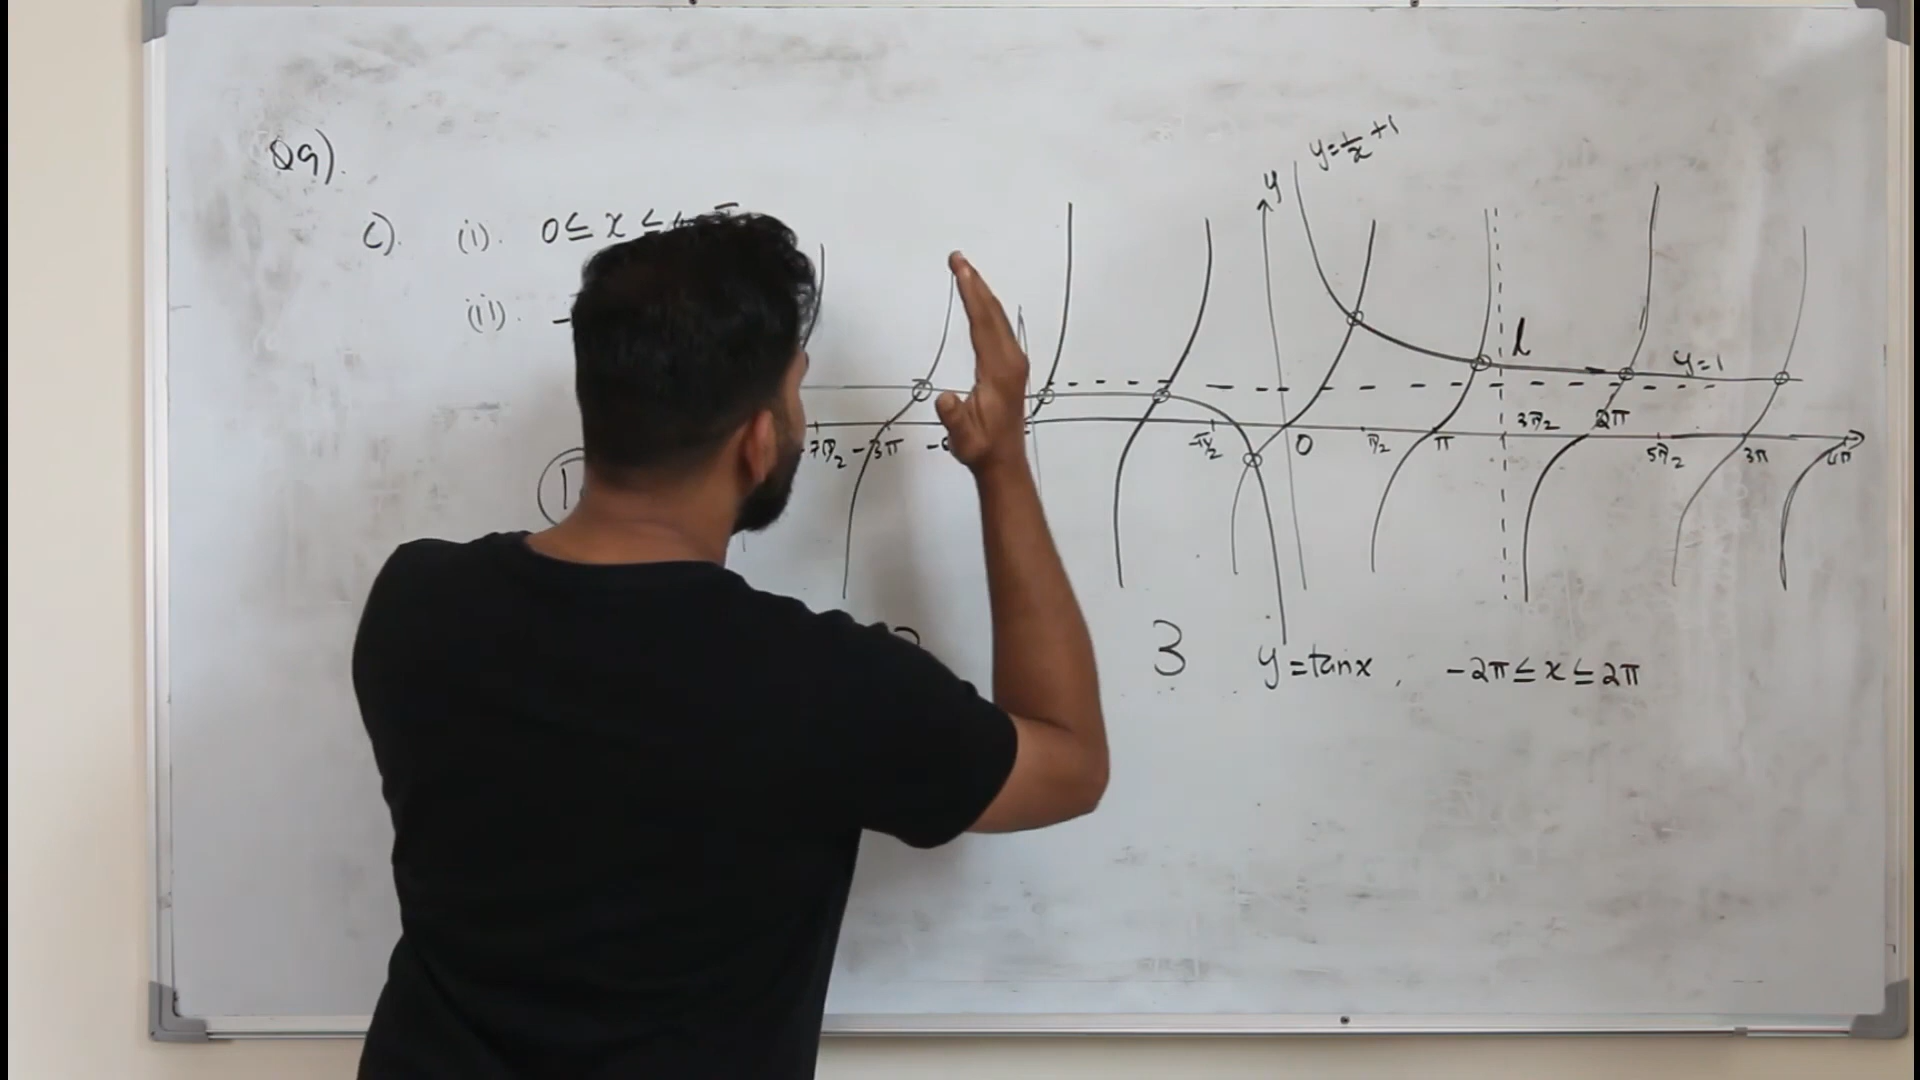 Q9).
c). (i). 0 ≤ x ≤
(ii). -
y = 1/x + 1
y
l
y=1
-7π/2 -3π -π/2 0 π/2 π 3π/2 2π 5π/2 3π 4π
3 y = tanx , -2π ≤ x ≤ 2π